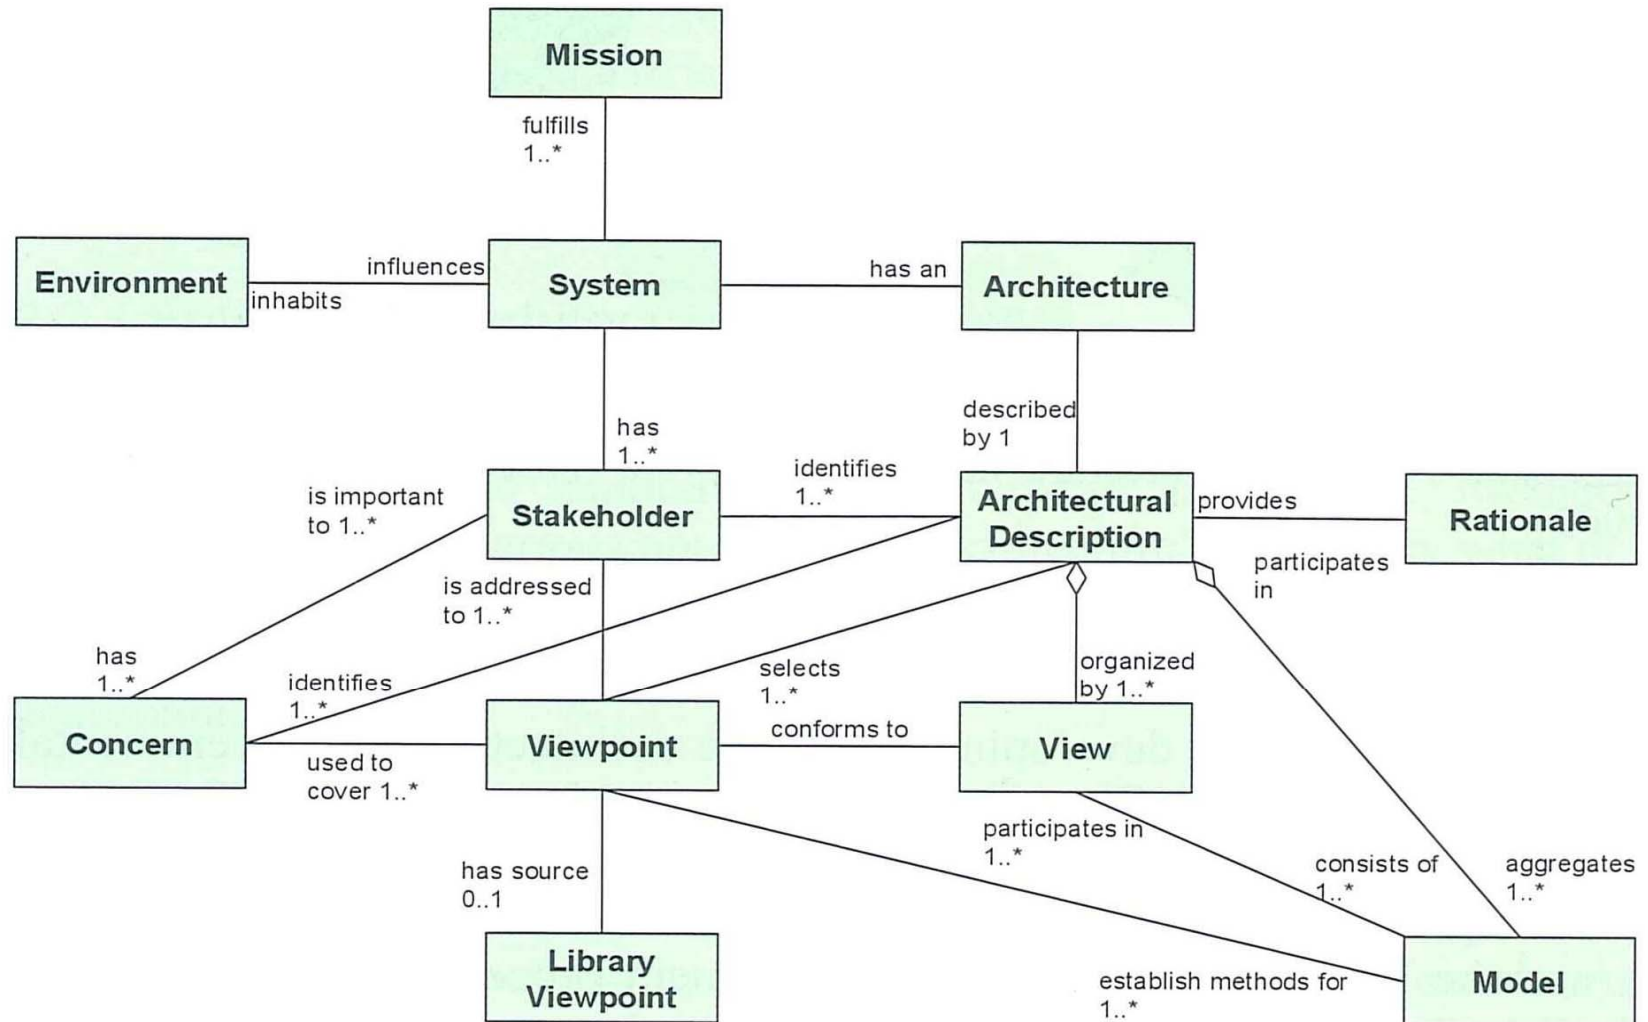 Mission
fulfills
1..*
Environment
influences
inhabits
System
has an
Architecture
described
by 1
has
1..*
is important
to 1..*
Stakeholder
identifies
1..*
Architectural
Description
provides
Rationale
participates
in
is addressed
to 1..*
has
1..*
identifies
1..*
selects
1..*
organized
by 1..*
Concern
used to
cover 1..*
Viewpoint
conforms to
View
participates in
1..*
consists of
1..*
aggregates
1..*
has source
0..1
Library
Viewpoint
establish methods for
1..*
Model